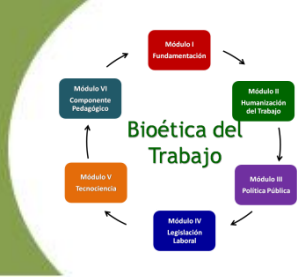 Módulo I
Fundamentación
Módulo II
Humanización
del Trabajo
Módulo III
Política Pública
Módulo IV
Legislación
Laboral
Módulo V
Tecnociencia
Módulo VI
Componente
Pedagógico
Bioética del
Trabajo